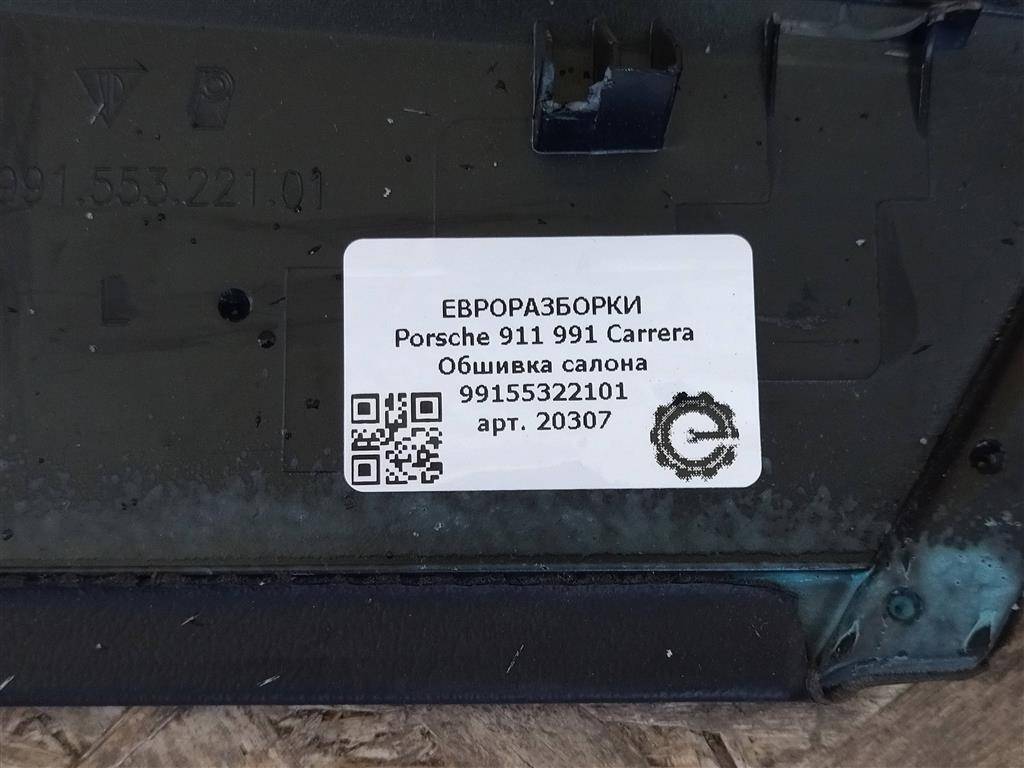 991.553.221.01
ЕВРОРАЗБОРКИ
Porsche 911 991 Carrera
Обшивка салона
99155322101
арт. 20307